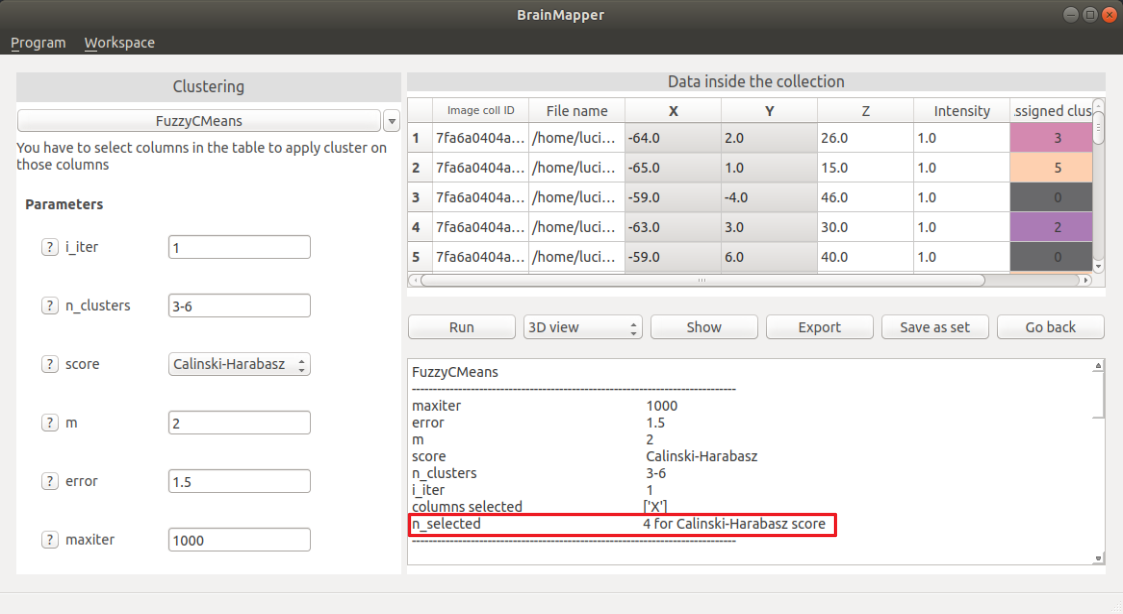 BrainMapper
Program Workspace
Clustering
FuzzyCMeans
You have to select columns in the table to apply cluster on
those columns
Parameters
? i_iter 1
? n_clusters 3-6
? score Calinski-Harabasz
? m 2
? error 1.5
? maxiter 1000
Data inside the collection
Image coll ID File name X Y Z Intensity ssigned clus
1 7fa6a0404a... /home/luci... -64.0 2.0 26.0 1.0 3
2 7fa6a0404a... /home/luci... -65.0 1.0 15.0 1.0 5
3 7fa6a0404a... /home/luci... -59.0 -4.0 46.0 1.0 0
4 7fa6a0404a... /home/luci... -63.0 3.0 30.0 1.0 2
5 7fa6a0404a... /home/luci... -59.0 6.0 40.0 1.0 0
Run 3D view Show Export Save as set Go back
FuzzyCMeans
--------------------------------------------------------------------------------
maxiter 1000
error 1.5
m 2
score Calinski-Harabasz
n_clusters 3-6
i_iter 1
columns selected ['X']
n_selected 4 for Calinski-Harabasz score
--------------------------------------------------------------------------------